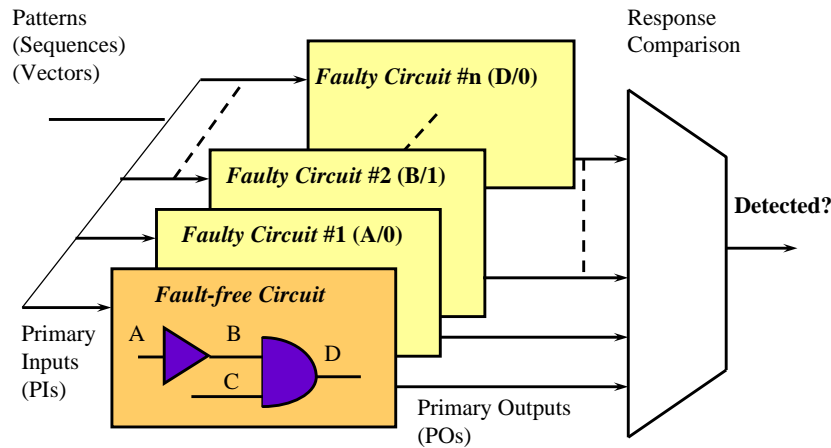 Patterns
(Sequences)
(Vectors)
Response
Comparison
Faulty Circuit #n (D/0)
Faulty Circuit #2 (B/1)
Faulty Circuit #1 (A/0)
Detected?
Fault-free Circuit
A
B
C
D
Primary
Inputs
(PIs)
Primary Outputs
(POs)